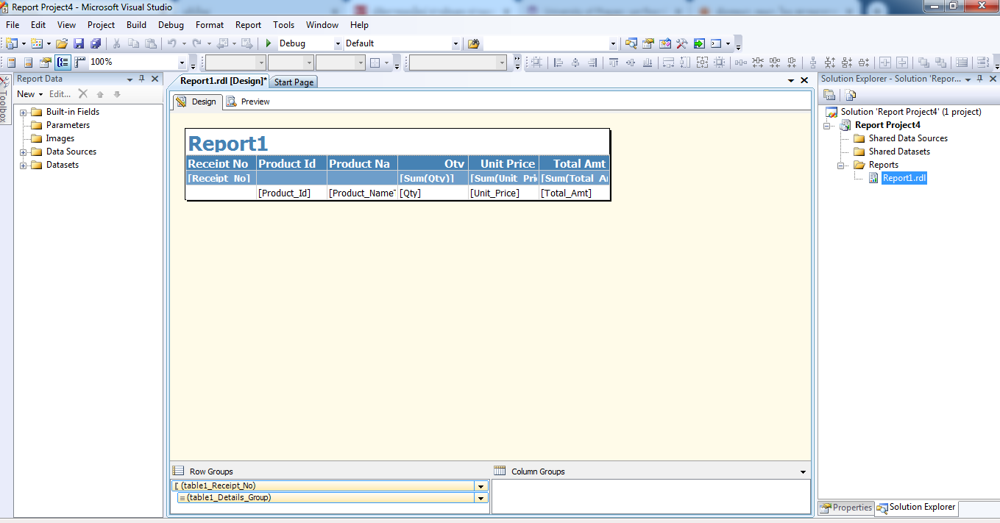 Report Project4 - Microsoft Visual Studio
File Edit View Project Build Debug Format Report Tools Window Help
Debug Default
100%
Report Data
Report1.rdl [Design]* Start Page
Solution Explorer - Solution 'Repor...
New Edit...
Toolbox
Design Preview
Built-in Fields
Parameters
Images
Data Sources
Datasets
Report1
Receipt No Product Id Product Na Qty Unit Price Total Amt
[Receipt_No] [Sum(Qty)] [Sum(Unit_Pri [Sum(Total_A
[Product_Id] [Product_Name] [Qty] [Unit_Price] [Total_Amt]
Solution 'Report Project4' (1 project)
Report Project4
Shared Data Sources
Shared Datasets
Reports
Report1.rdl
Row Groups Column Groups
(table1_Receipt_No)
(table1_Details_Group)
Properties Solution Explorer